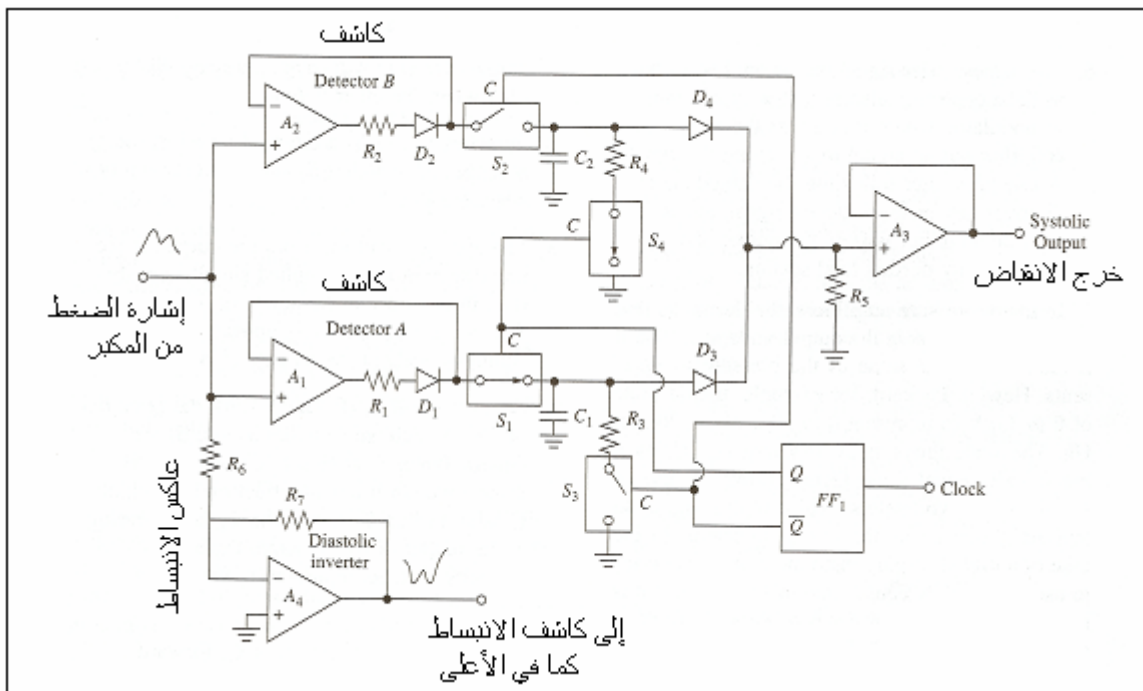 كاشف
Detector B
C
D4
−
A2
+
R2
D2
S2
C2
R4
C
S4
−
A3
+
Systolic
Output
خرج الانقباض
R5
إشارة الضغط
من المكبر
كاشف
Detector A
C
−
A1
+
R1
D1
S1
C1
R3
D3
S3
C
Q
Q̅
FF1
Clock
R6
عاكس الانبساط
R7
Diastolic
inverter
−
A4
+
إلى كاشف الانبساط
كما في الأعلى